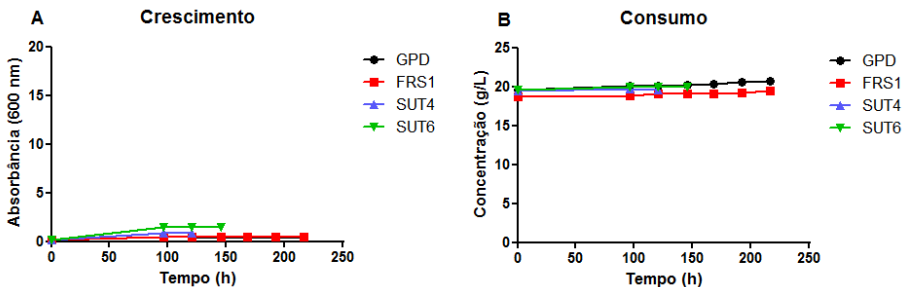 A
Crescimento
Absorbância (600 nm)
20
15
10
5
0
0
50
100
150
200
250
Tempo (h)
GPD
FRS1
SUT4
SUT6
B
Consumo
Concentração (g/L)
25
20
15
10
5
0
0
50
100
150
200
250
Tempo (h)
GPD
FRS1
SUT4
SUT6